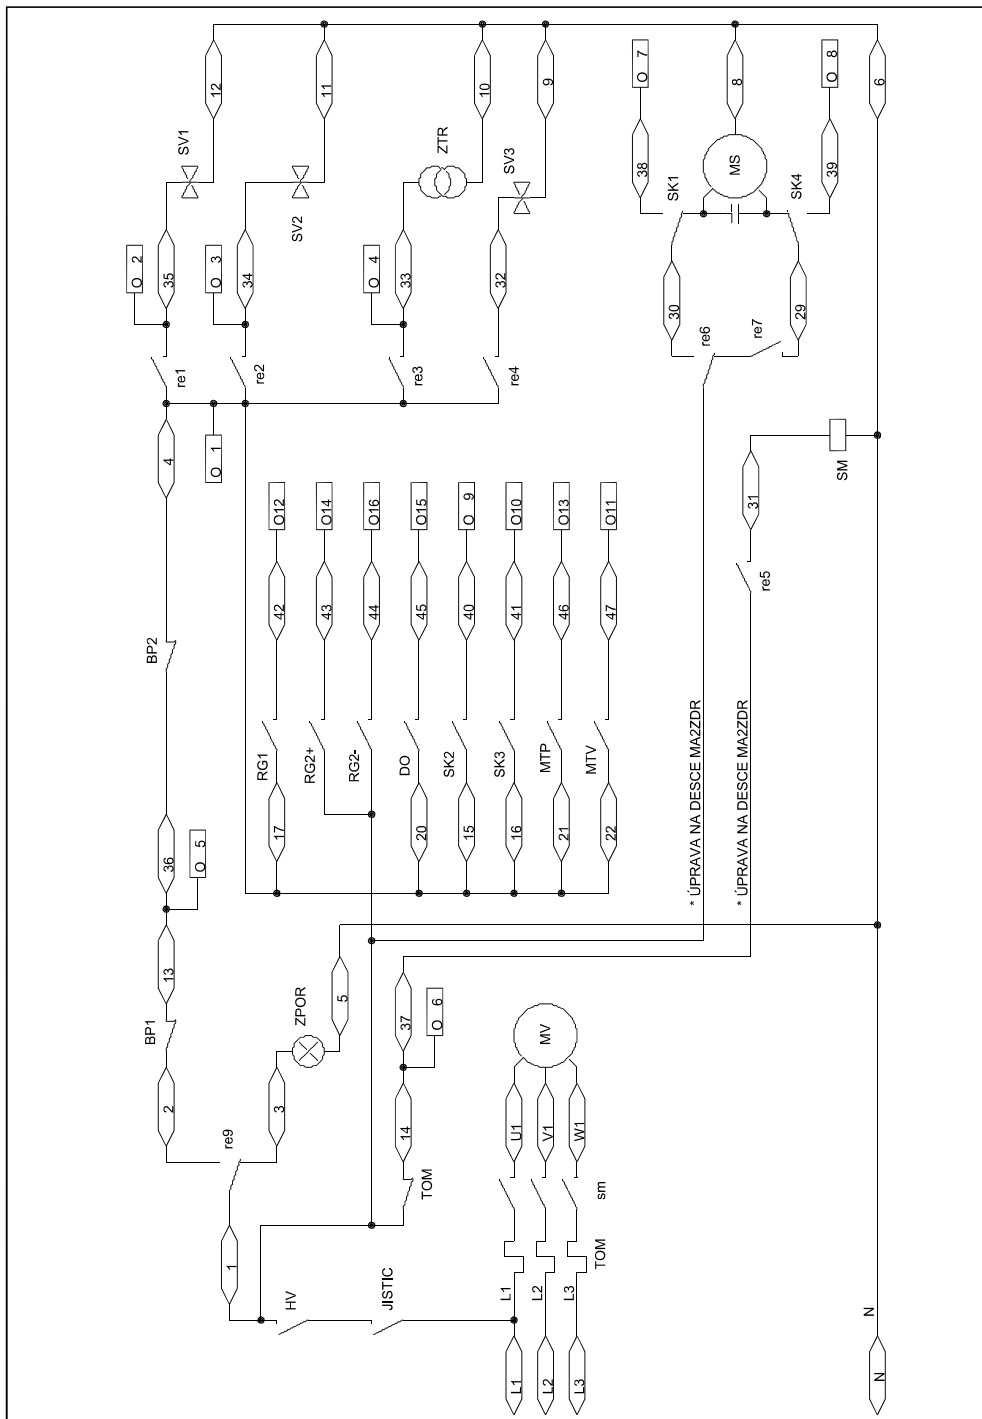 12
11
10
9
O 7
8
O 8
6
SV1
SV2
ZTR
SV3
38
MS
39
SK1
SK4
O 2
35
O 3
34
O 4
33
32
30
29
re6
re7
re1
re2
re3
re4
4
O 1
SM
31
re5
O12
O14
O16
O15
O 9
O10
O13
O11
42
43
44
45
40
41
46
47
BP2
RG1
RG2+
RG2-
DO
SK2
SK3
MTP
MTV
17
20
15
16
21
22
* ÚPRAVA NA DESCE MA2ZDR
* ÚPRAVA NA DESCE MA2ZDR
36
O 5
13
BP1
ZPOR
5
37
O 6
MV
2
3
14
U1
V1
W1
re9
TOM
sm
1
HV
JISTIC
L1
L2
L3
TOM
L1
L2
L3
N
N